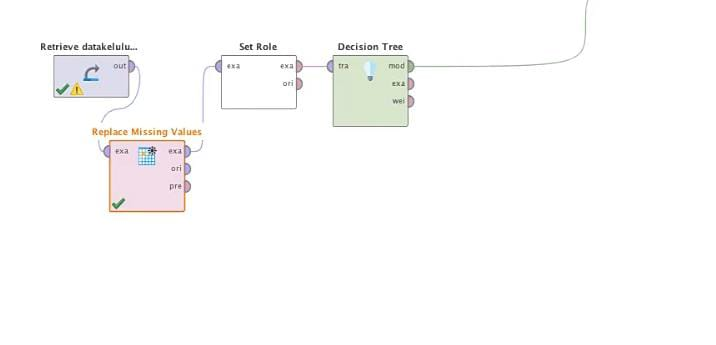 Retrieve datakelulu...
out
Replace Missing Values
exa
exa
ori
pre
Set Role
exa
exa
ori
Decision Tree
tra
mod
exa
wei